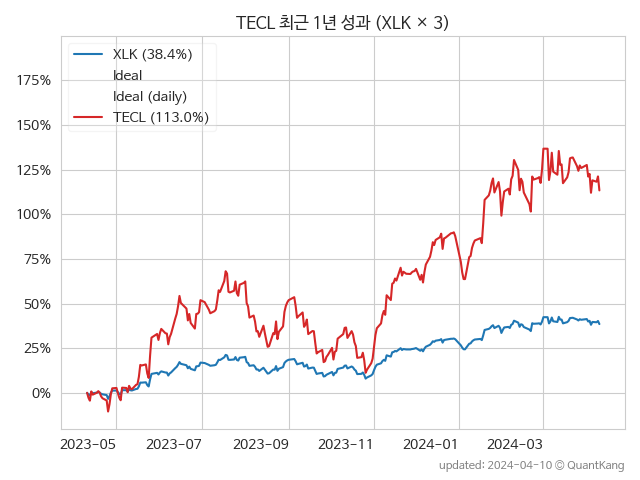 TECL 최근 1년 성과 (XLK × 3)
XLK (38.4%)
Ideal
Ideal (daily)
TECL (113.0%)
175%
150%
125%
100%
75%
50%
25%
0%
2023-05 2023-07 2023-09 2023-11 2024-01 2024-03
updated: 2024-04-10 © QuantKang